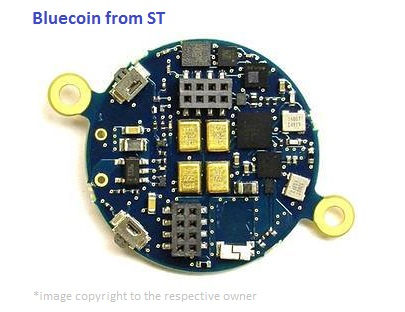 Bluecoin from ST
*image copyright to the respective owner